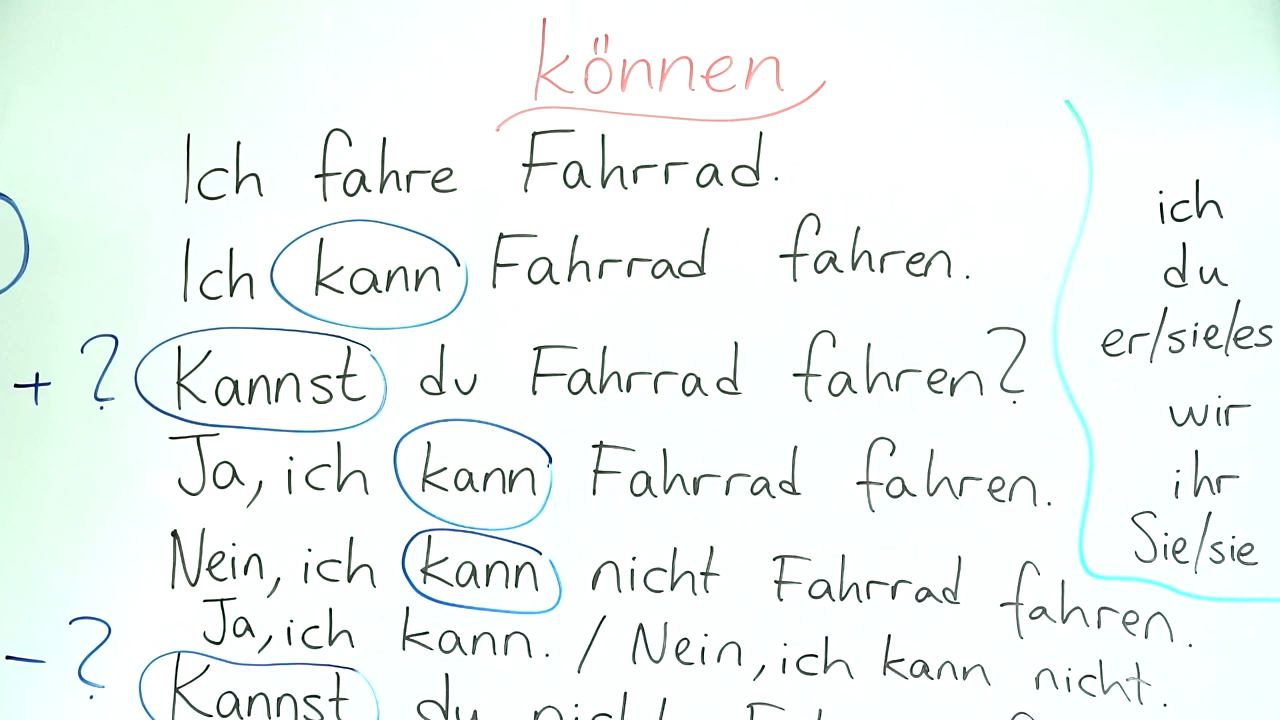 können
Ich fahre Fahrrad.
Ich kann Fahrrad fahren.
+ ? Kannst du Fahrrad fahren?
Ja, ich kann Fahrrad fahren.
Nein, ich kann nicht Fahrrad fahren.
Ja, ich kann. / Nein, ich kann nicht.
- ? Kannst du nicht
ich
du
er/sie/es
wir
ihr
Sie/sie